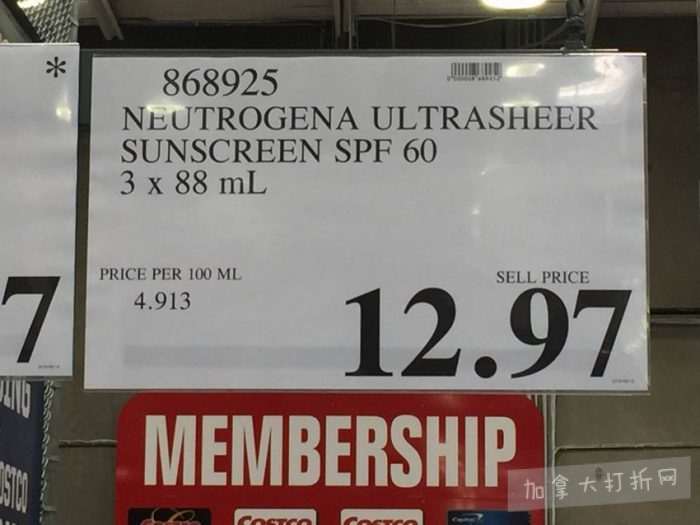 *
868925
NEUTROGENA ULTRASHEER
SUNSCREEN SPF 60
3 x 88 mL
PRICE PER 100 ML
4.913
SELL PRICE
12.97
7
MEMBERSHIP
COSTCO
COSTCO
加拿大打折网